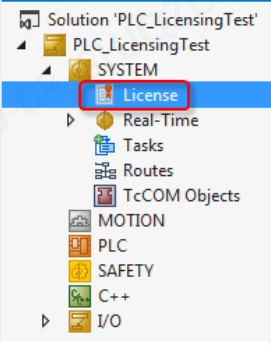 Solution 'PLC_LicensingTest'
PLC_LicensingTest
SYSTEM
License
Real-Time
Tasks
Routes
TcCOM Objects
MOTION
PLC
SAFETY
C++
I/O